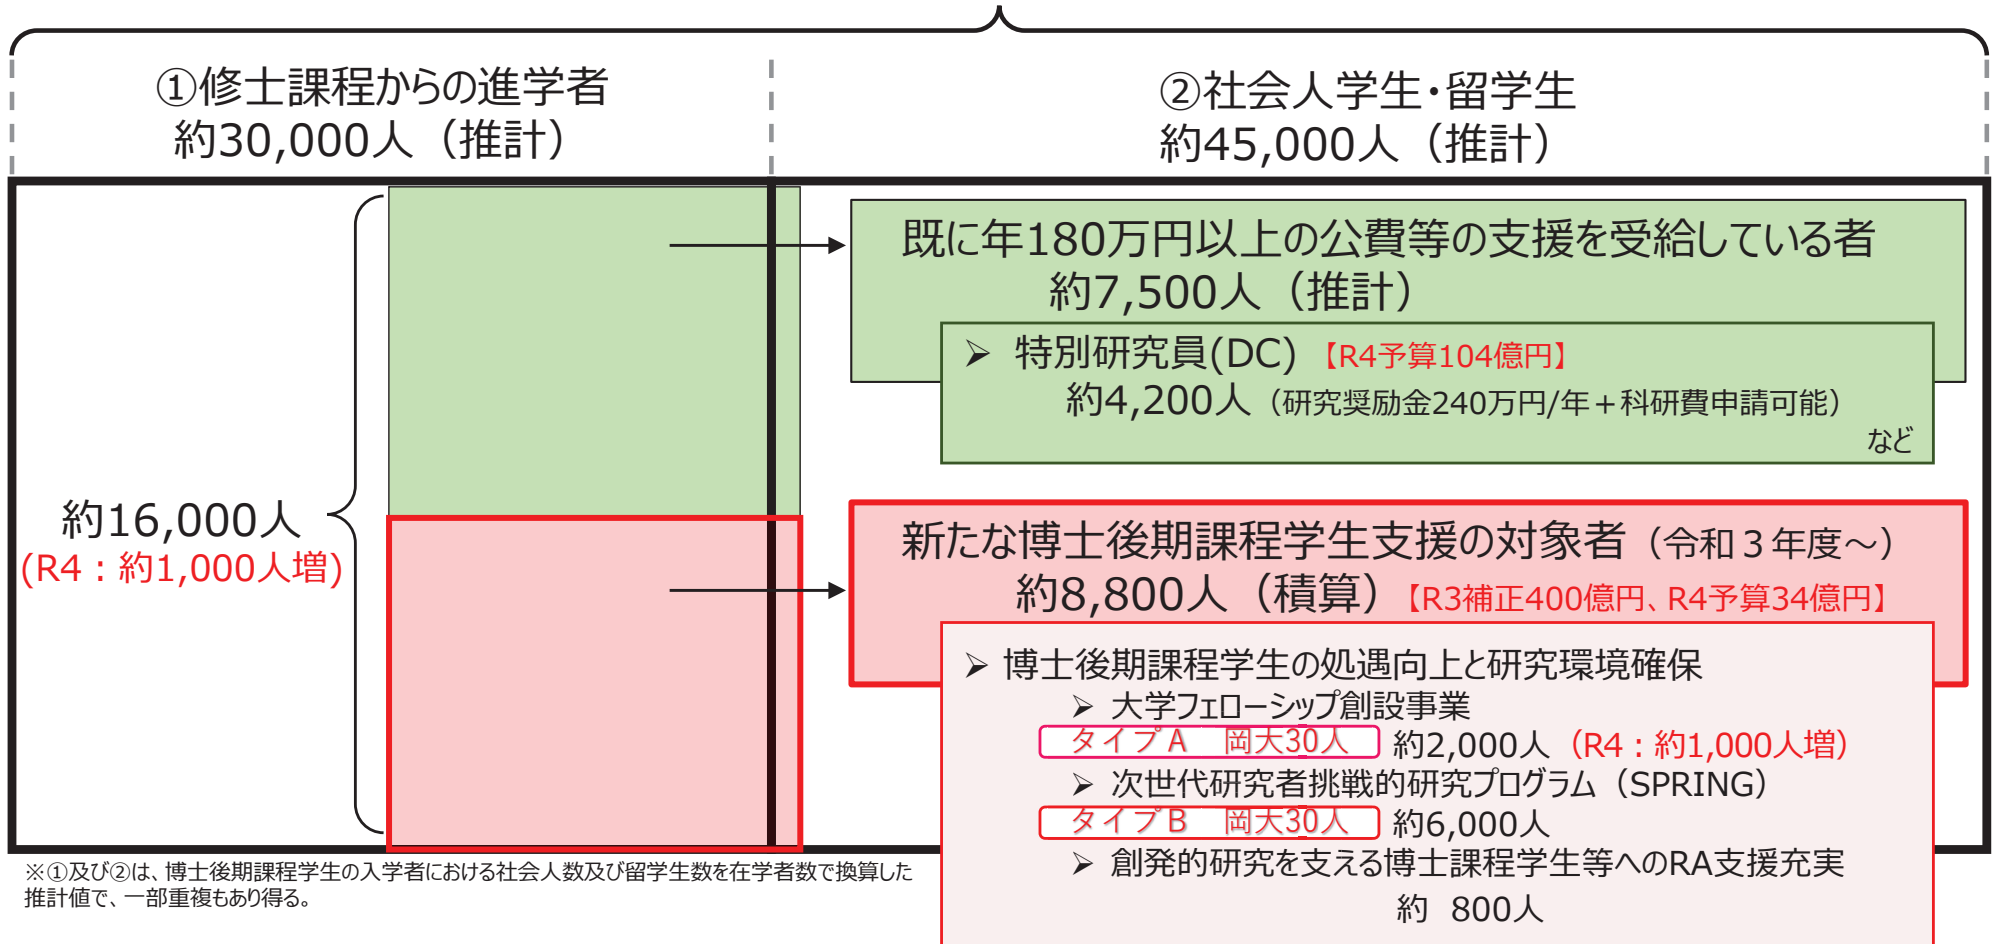 ①修士課程からの進学者
約30,000人（推計）
②社会人学生・留学生
約45,000人（推計）
約16,000人
(R4：約1,000人増)
既に年180万円以上の公費等の支援を受給している者
約7,500人（推計）
➢ 特別研究員(DC) 【R4予算104億円】
約4,200人（研究奨励金240万円/年＋科研費申請可能）
など
新たな博士後期課程学生支援の対象者（令和３年度～）
約8,800人（積算）【R3補正400億円、R4予算34億円】
➢ 博士後期課程学生の処遇向上と研究環境確保
➢ 大学フェローシップ創設事業
タイプA　岡大30人 約2,000人（R4：約1,000人増）
➢ 次世代研究者挑戦的研究プログラム（SPRING）
タイプB　岡大30人 約6,000人
➢ 創発的研究を支える博士課程学生等へのRA支援充実
約 800人
※①及び②は、博士後期課程学生の入学者における社会人数及び留学生数を在学者数で換算した
推計値で、一部重複もあり得る。